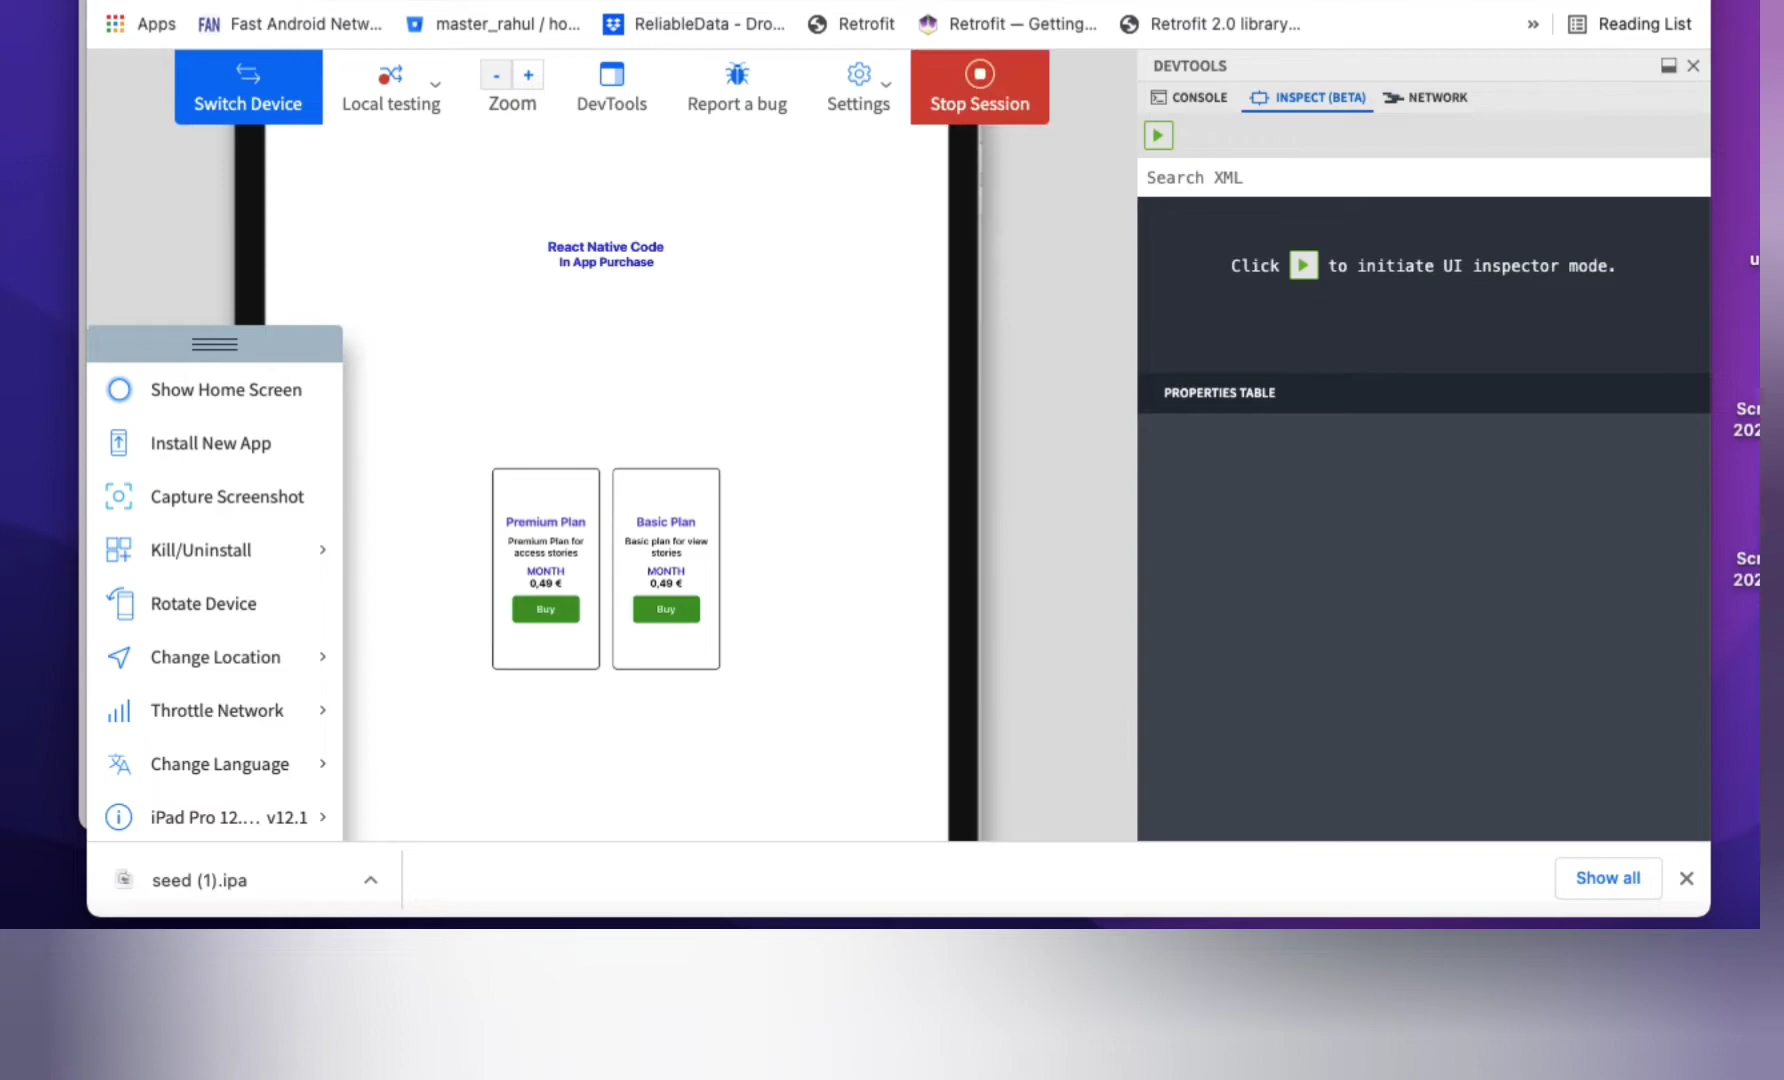 Apps FAN Fast Android Netw... master_rahul / ho... ReliableData - Dro... Retrofit Retrofit — Getting... Retrofit 2.0 library... » Reading List
Switch Device
Local testing
- +
Zoom
DevTools
Report a bug
Settings
Stop Session
DEVTOOLS
CONSOLE INSPECT (BETA) NETWORK
Search XML
Click to initiate UI inspector mode.
PROPERTIES TABLE
React Native Code
In App Purchase
Premium Plan
Premium Plan for
access stories
MONTH
0,49 €
Buy
Basic Plan
Basic plan for view
stories
MONTH
0,49 €
Buy
Show Home Screen
Install New App
Capture Screenshot
Kill/Uninstall
Rotate Device
Change Location
Throttle Network
Change Language
iPad Pro 12.... v12.1
seed (1).ipa
Show all
Scr
202
Scr
202